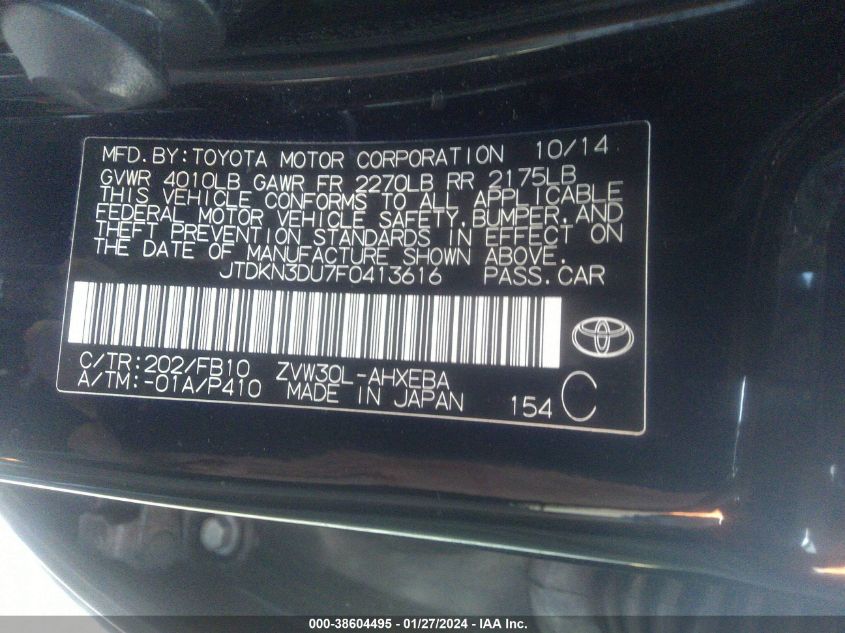 MFD.BY:TOYOTA MOTOR CORPORATION 10/14
GVWR 4010LB GAWR FR 2270LB RR 2175LB
THIS VEHICLE CONFORMS TO ALL APPLICABLE
FEDERAL MOTOR VEHICLE SAFETY,BUMPER,AND
THEFT PREVENTION STANDARDS IN EFFECT ON
THE DATE OF MANUFACTURE SHOWN ABOVE.
JTDKN3DU7F0413616 PASS.CAR
C/TR:202/FB10 ZVW30L-AHXEBA
A/TM:-01A/P410 MADE IN JAPAN 154 C
000-38604495 - 01/27/2024 - IAA Inc.